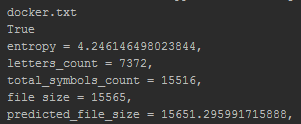 docker.txt
True
entropy = 4.246146498023844,
letters_count = 7372,
total_symbols_count = 15516,
file size = 15565,
predicted_file_size = 15651.295991715888,